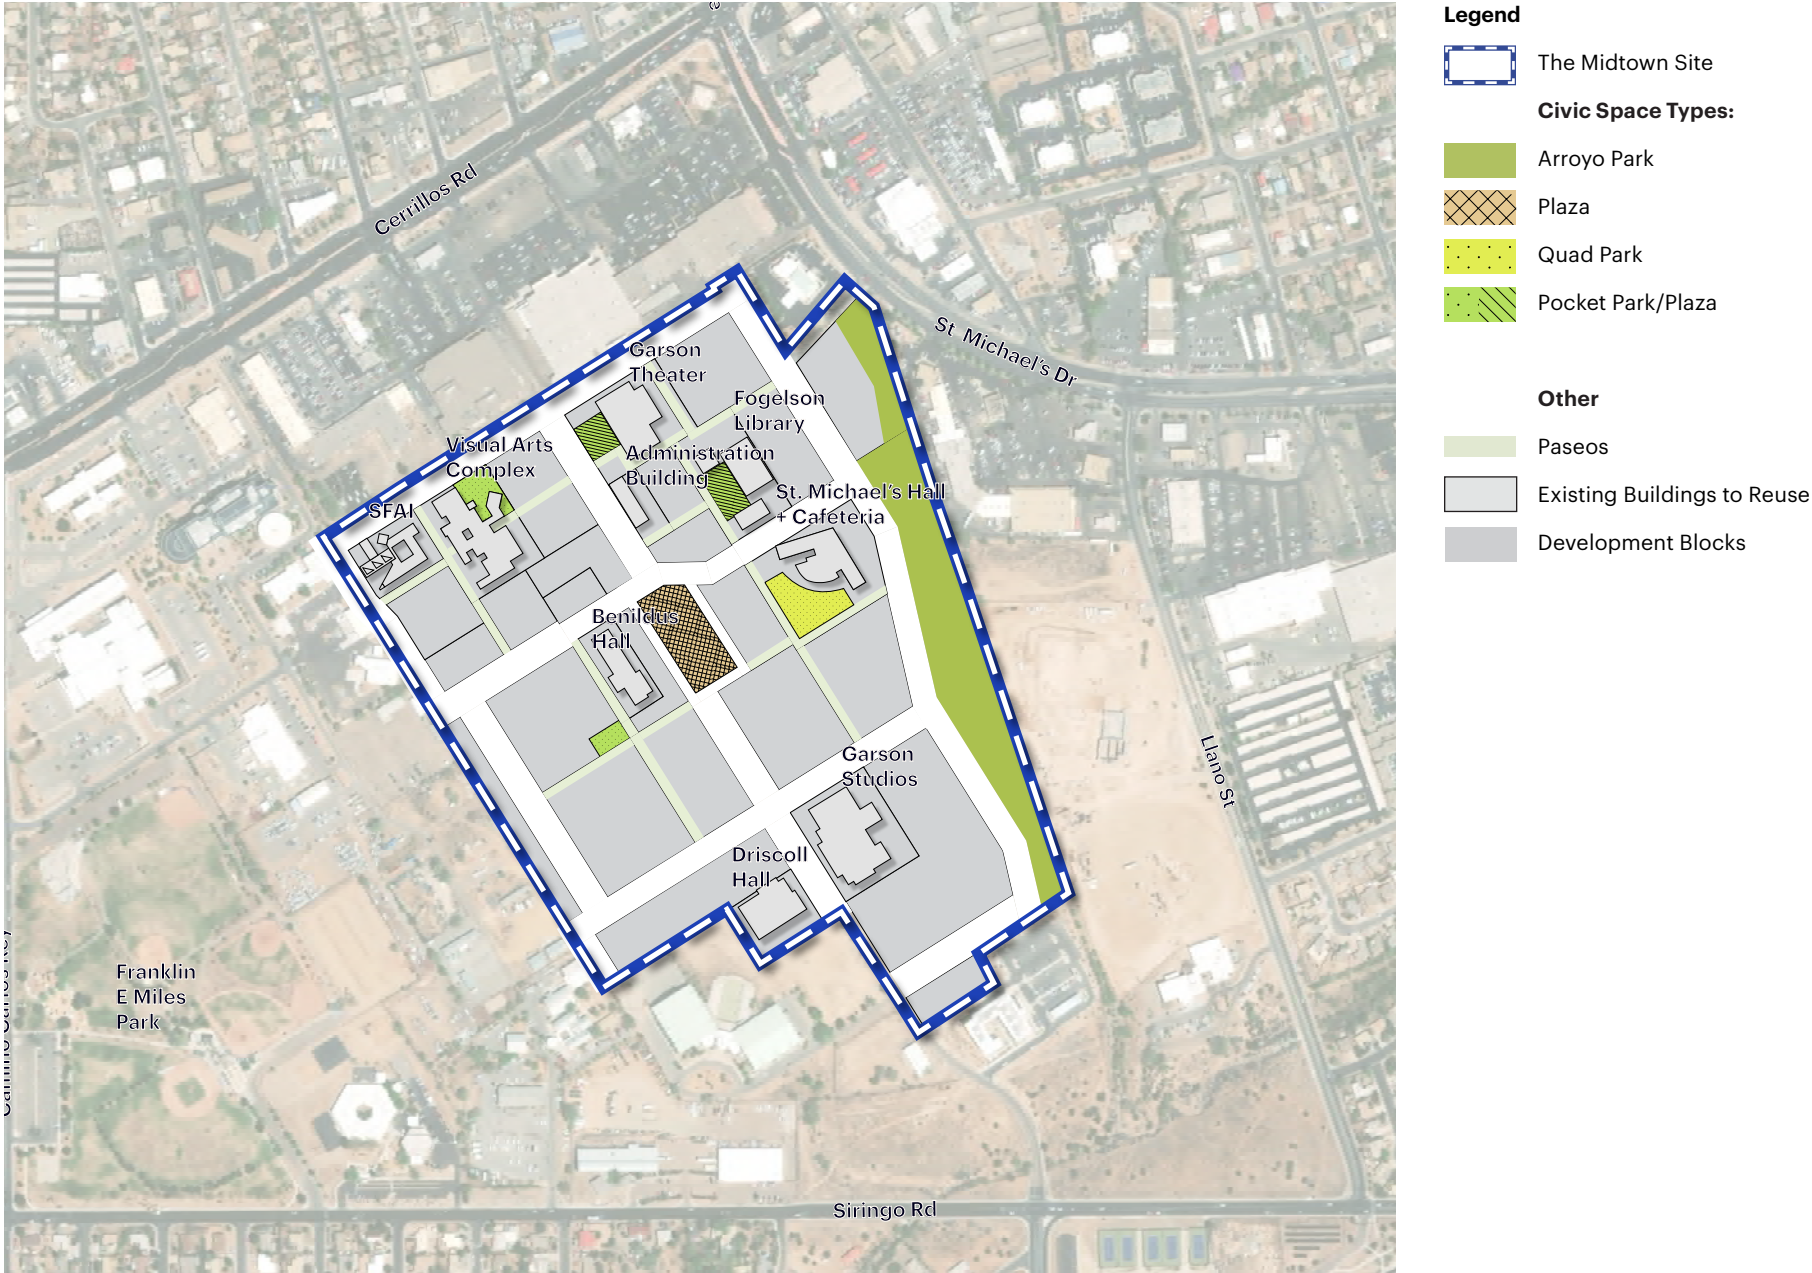 Cerrillos Rd
St. Michael's Dr
Garson
Theater
Fogelson
Library
Visual Arts
Complex
Administration
Building
St. Michael's Hall
+ Cafeteria
SFAI
Benildus
Hall
Garson
Studios
Llano St
Driscoll
Hall
Franklin
E Miles
Park
Siringo Rd
Legend
The Midtown Site
Civic Space Types:
Arroyo Park
Plaza
Quad Park
Pocket Park/Plaza
Other
Paseos
Existing Buildings to Reuse
Development Blocks